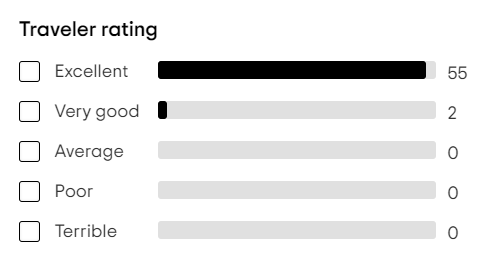 Traveler rating
Excellent 55
Very good 2
Average 0
Poor 0
Terrible 0